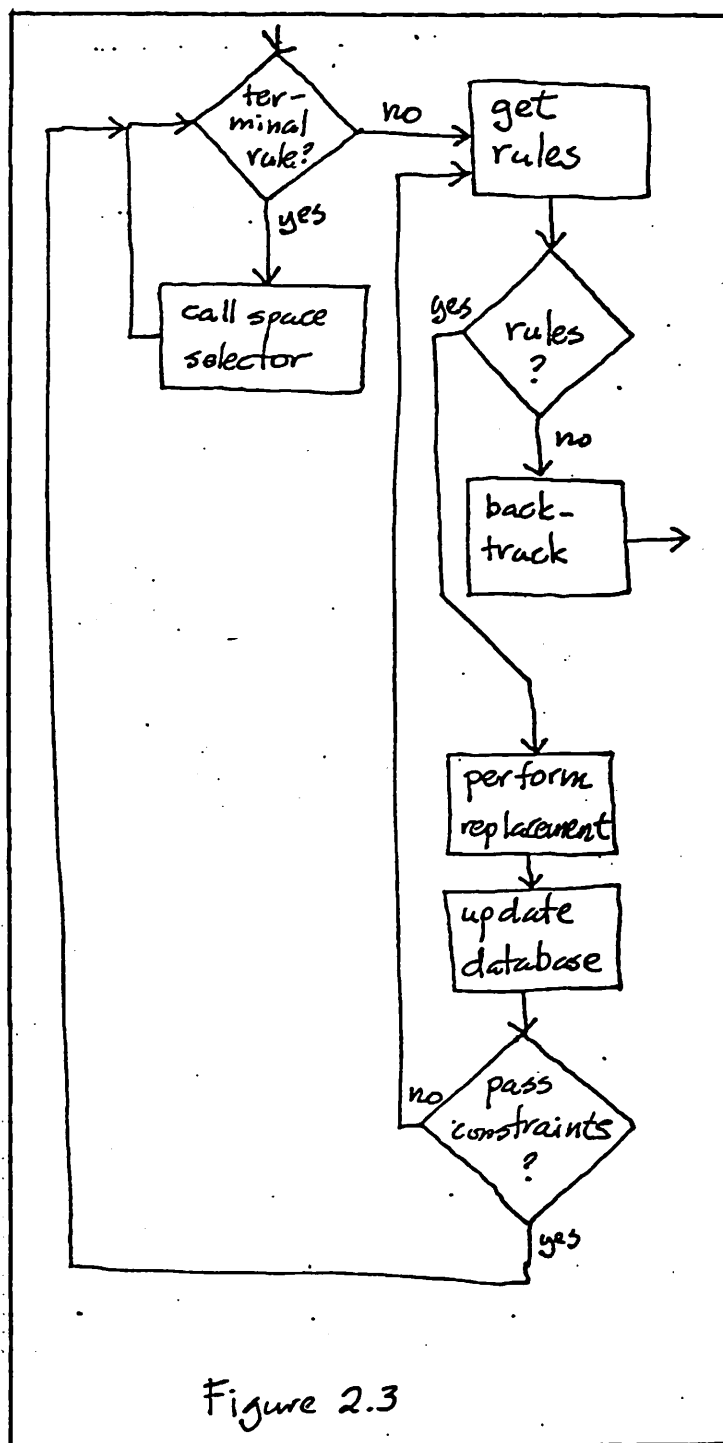 ter-
minal
rule?
no
get
rules
yes
call space
selector
yes
rules
?
no
back-
track
perform
replacement
update
database
no
pass
constraints
?
yes
Figure 2.3